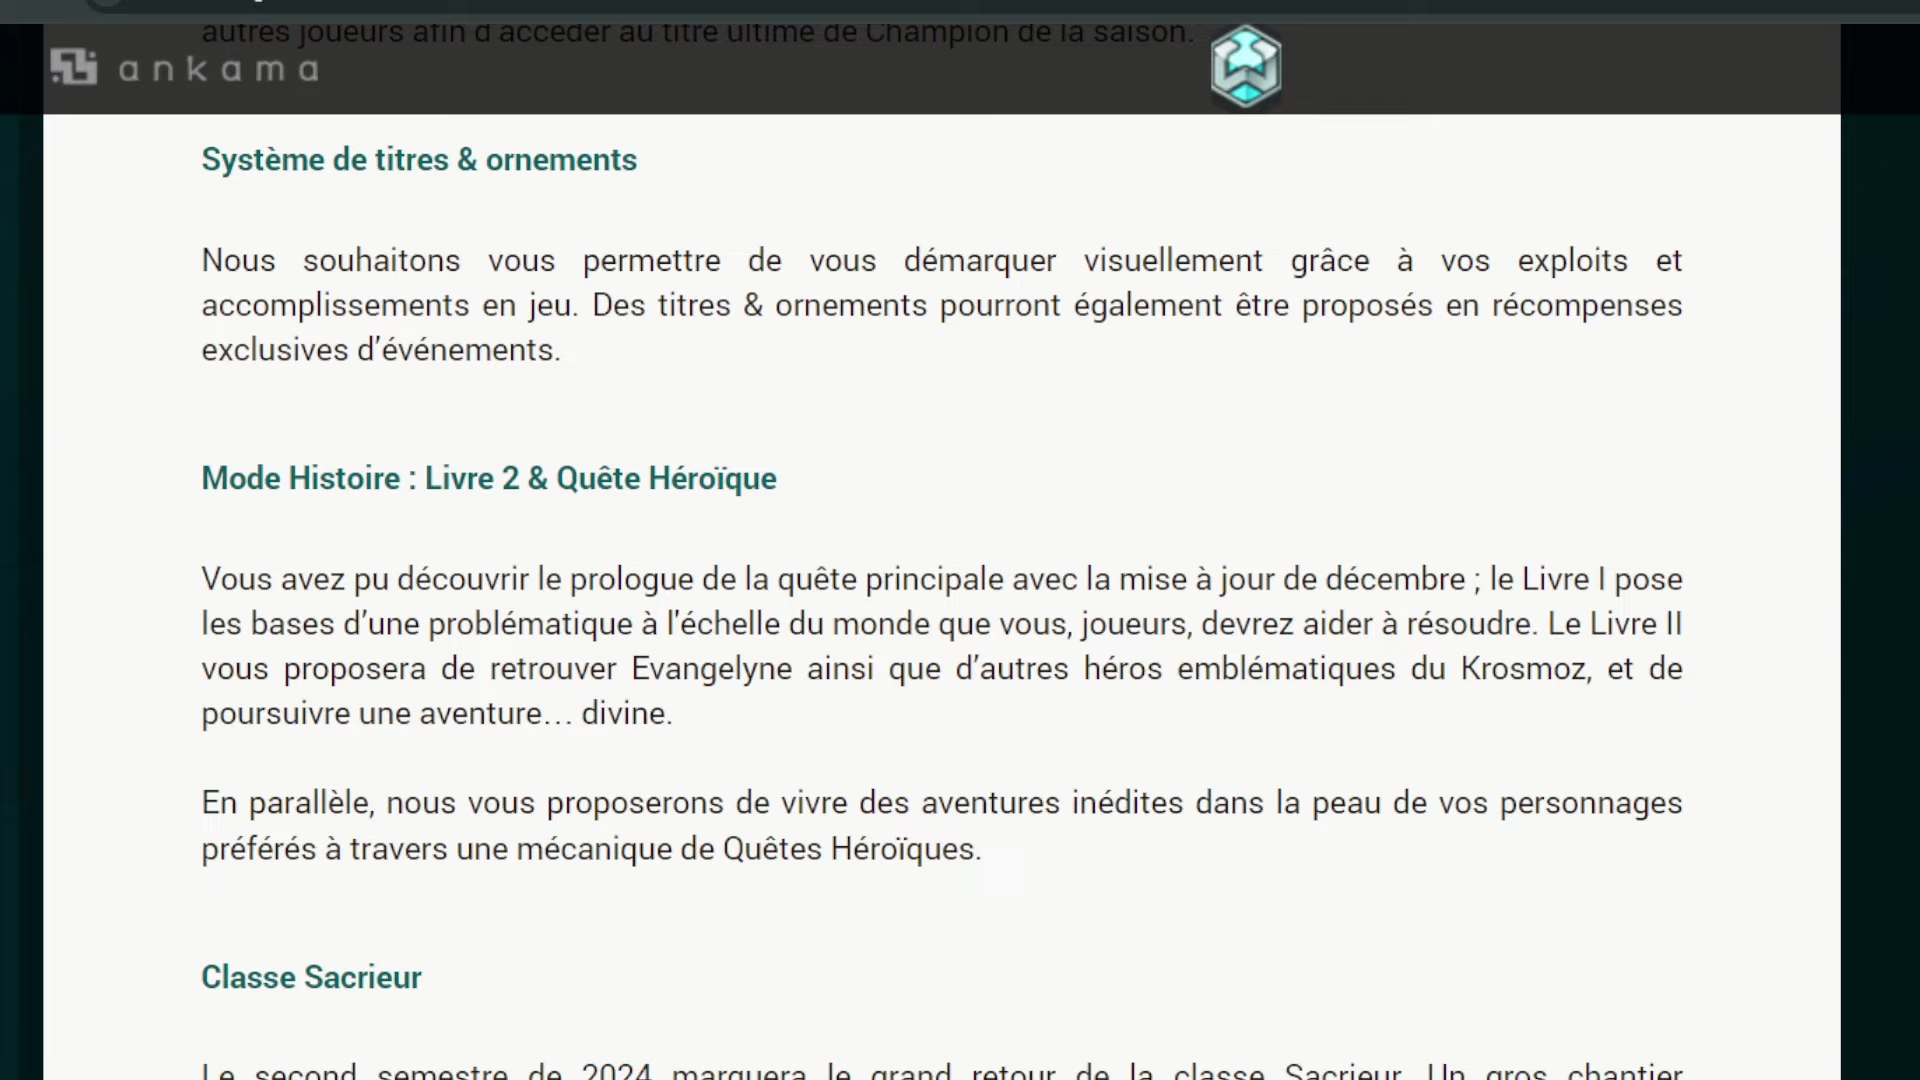 autres joueurs afin d'accéder au titre ultime de Champion de la saison.
ankama
Système de titres & ornements
Nous souhaitons vous permettre de vous démarquer visuellement grâce à vos exploits et
accomplissements en jeu. Des titres & ornements pourront également être proposés en récompenses
exclusives d’événements.
Mode Histoire : Livre 2 & Quête Héroïque
Vous avez pu découvrir le prologue de la quête principale avec la mise à jour de décembre ; le Livre I pose
les bases d’une problématique à l'échelle du monde que vous, joueurs, devrez aider à résoudre. Le Livre II
vous proposera de retrouver Evangelyne ainsi que d’autres héros emblématiques du Krosmoz, et de
poursuivre une aventure… divine.
En parallèle, nous vous proposerons de vivre des aventures inédites dans la peau de vos personnages
préférés à travers une mécanique de Quêtes Héroïques.
Classe Sacrieur
Le second semestre de 2024 marquera le grand retour de la classe Sacrieur. Un gros chantier